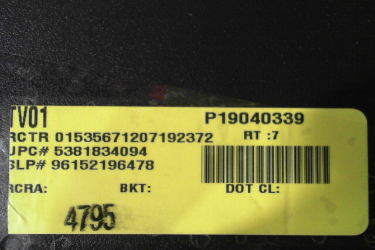 TV01 P19040339
RCTR 01535671207192372 RT :7
UPC# 5381834094
SLP# 96152196478
RCRA: BKT: DOT CL:
4795